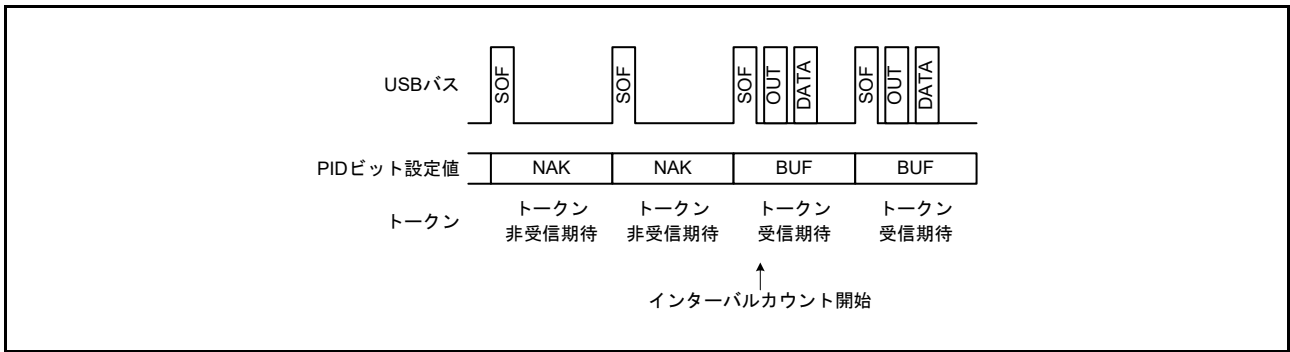 USBバス
SOF
SOF
SOF
OUT
DATA
SOF
OUT
DATA
PIDビット設定値
NAK
NAK
BUF
BUF
トークン
トークン
非受信期待
トークン
非受信期待
トークン
受信期待
トークン
受信期待
インターバルカウント開始